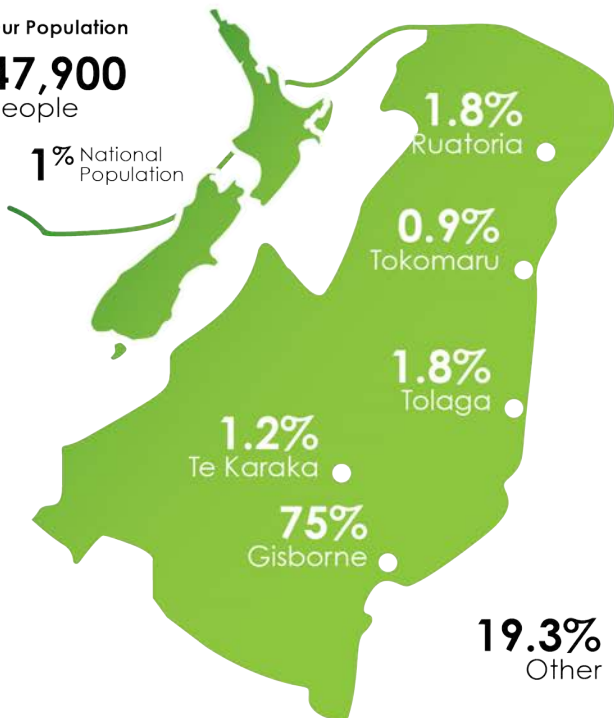 ur Population
47,900
eople
1% National
Population
1.8%
Ruatoria
0.9%
Tokomaru
1.8%
Tolaga
1.2%
Te Karaka
75%
Gisborne
19.3%
Other